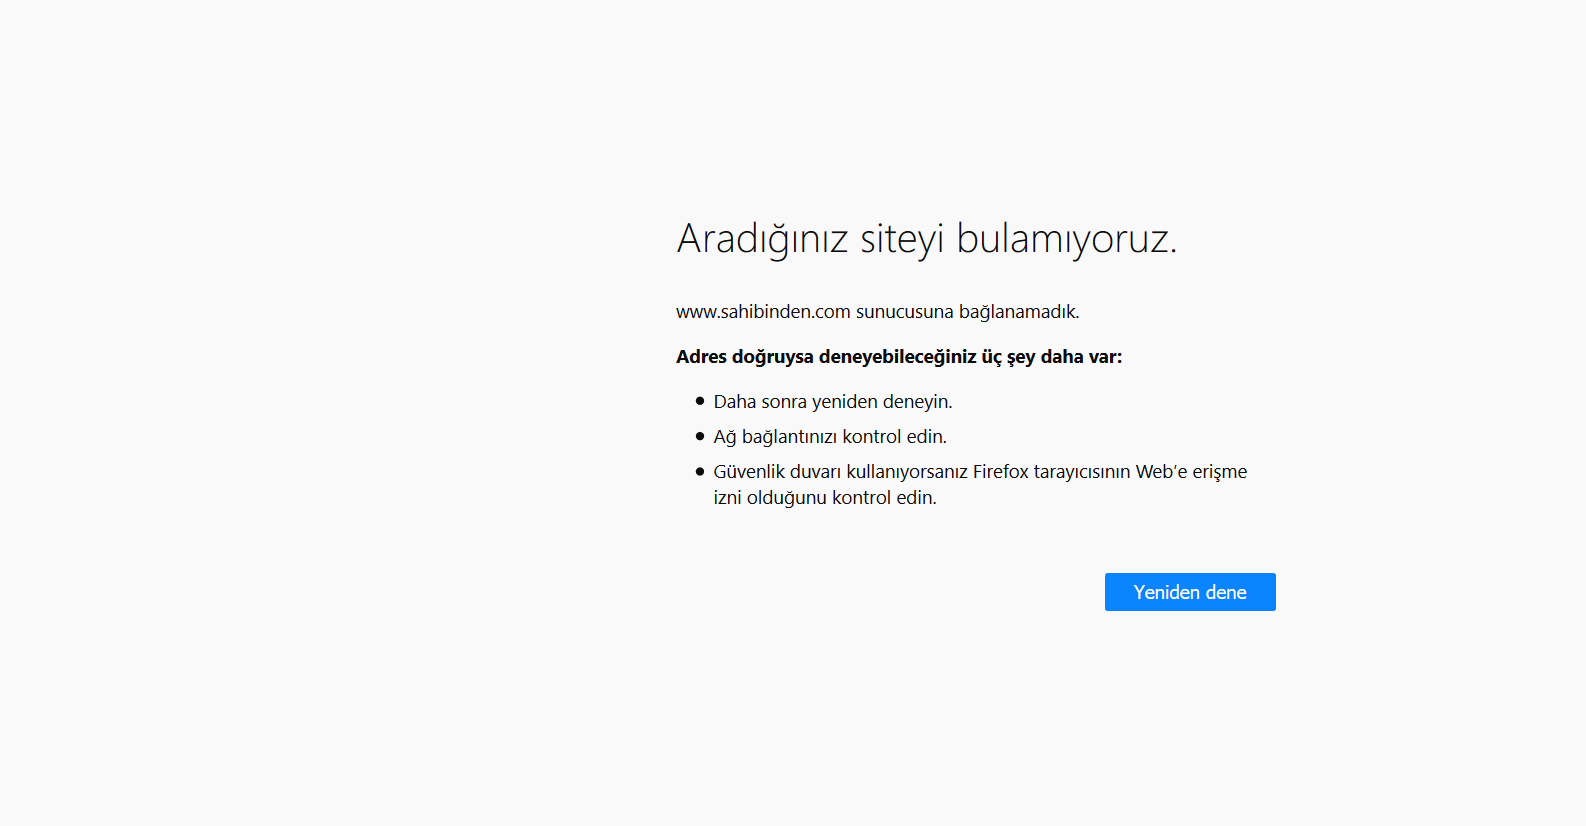 Aradığınız siteyi bulamıyoruz.
www.sahibinden.com sunucusuna bağlanamadık.
Adres doğruysa deneyebileceğiniz üç şey daha var:
Daha sonra yeniden deneyin.
Ağ bağlantınızı kontrol edin.
Güvenlik duvarı kullanıyorsanız Firefox tarayıcısının Web’e erişme
izni olduğunu kontrol edin.
Yeniden dene